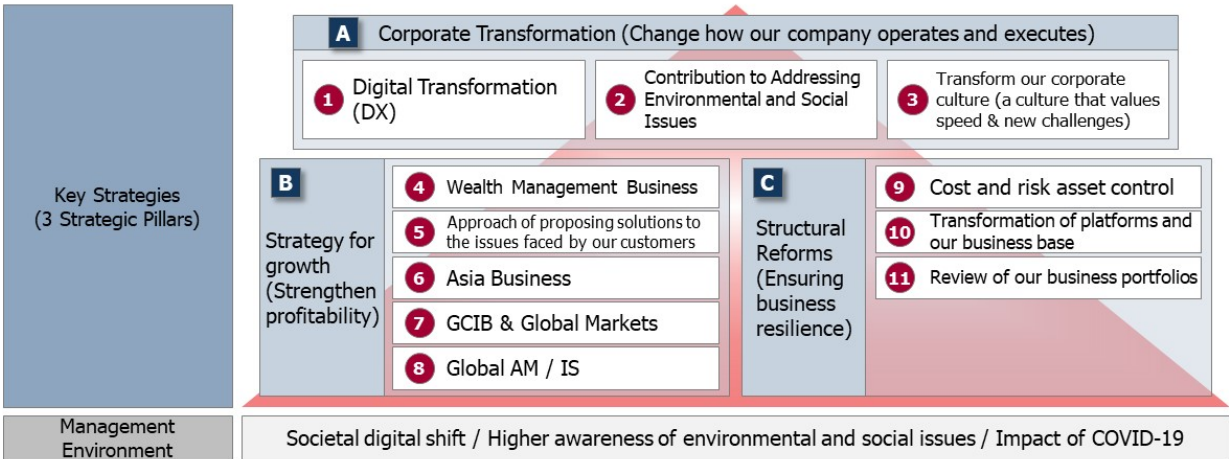 Key Strategies
(3 Strategic Pillars)
A Corporate Transformation (Change how our company operates and executes)
1 Digital Transformation
(DX)
2 Contribution to Addressing
Environmental and Social
Issues
3 Transform our corporate
culture (a culture that values
speed & new challenges)
B
Strategy for
growth
(Strengthen
profitability)
4 Wealth Management Business
5 Approach of proposing solutions to
the issues faced by our customers
6 Asia Business
7 GCIB & Global Markets
8 Global AM / IS
C
Structural
Reforms
(Ensuring
business
resilience)
9 Cost and risk asset control
10 Transformation of platforms and
our business base
11 Review of our business portfolios
Management
Environment
Societal digital shift / Higher awareness of environmental and social issues / Impact of COVID-19